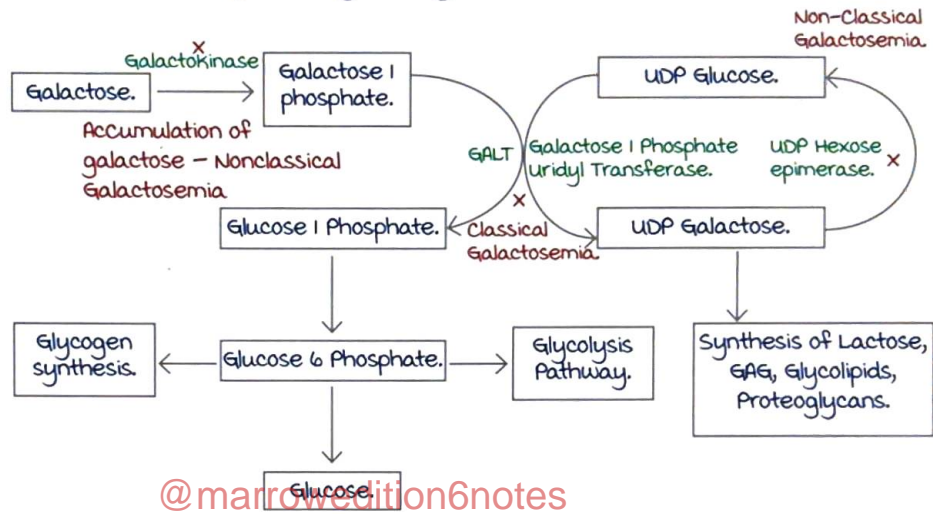 Non-Classical
Galactosemia.
x
Galactokinase
Galactose.
Galactose 1
phosphate.
UDP Glucose.
Accumulation of
galactose - Nonclassical
Galactosemia
GALT
Galactose 1 Phosphate
uridyl Transferase.
UDP Hexose
epimerase. x
x
Glucose 1 Phosphate.
Classical
Galactosemia.
UDP Galactose.
Glycogen
synthesis.
Glucose 6 Phosphate.
Glycolysis
Pathway.
Synthesis of Lactose,
GAG, Glycolipids,
Proteoglycans.
Glucose.
@marrowedition6notes